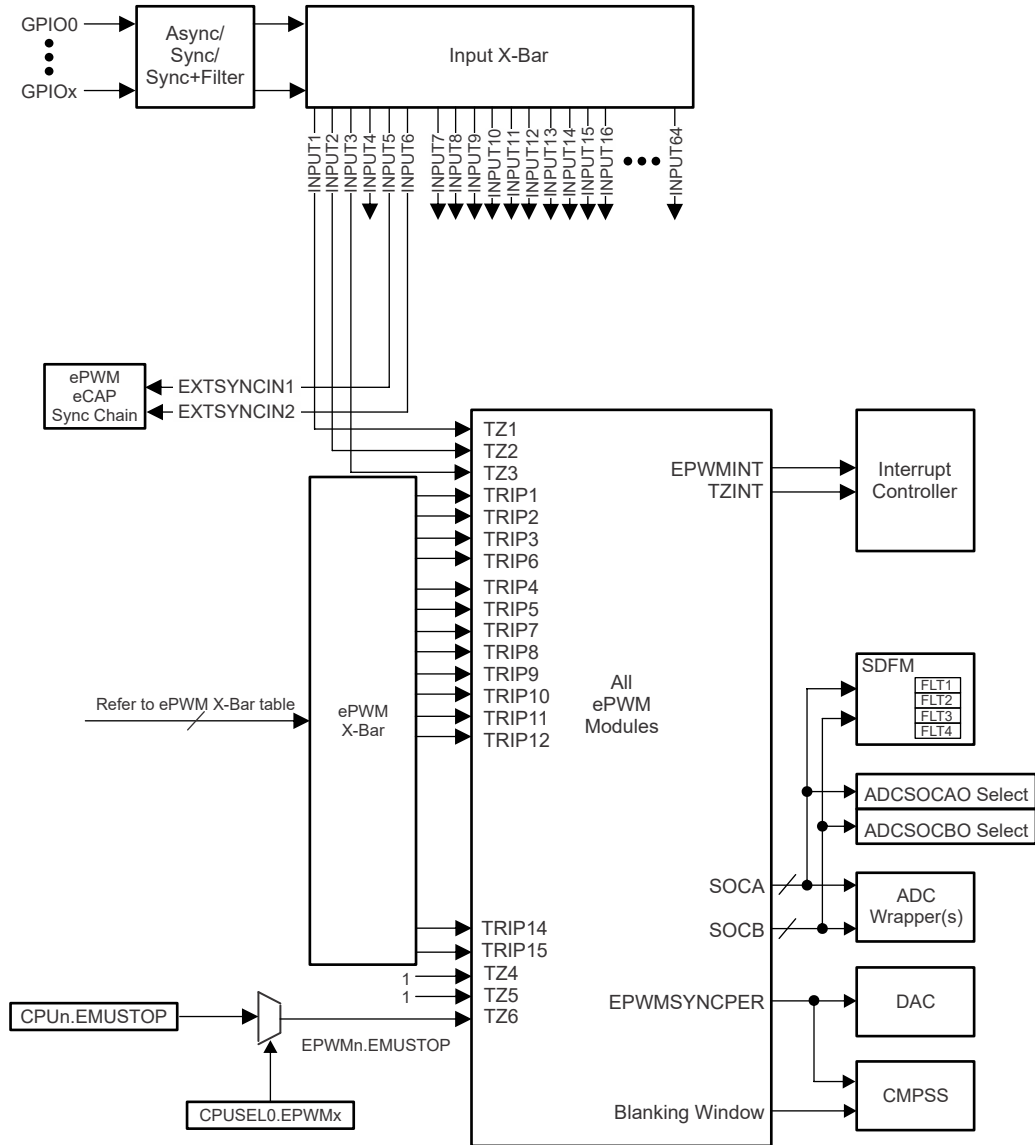 GPIO0
GPIOx
Async/
Sync/
Sync+Filter
Input X-Bar
INPUT1
INPUT2
INPUT3
INPUT4
INPUT5
INPUT6
INPUT7
INPUT8
INPUT9
INPUT10
INPUT11
INPUT12
INPUT13
INPUT14
INPUT15
INPUT16
INPUT64
ePWM
eCAP
Sync Chain
EXTSYNCIN1
EXTSYNCIN2
TZ1
TZ2
TZ3
TRIP1
TRIP2
TRIP3
TRIP6
TRIP4
TRIP5
TRIP7
TRIP8
TRIP9
TRIP10
TRIP11
TRIP12
TRIP14
TRIP15
1
TZ4
1
TZ5
TZ6
Refer to ePWM X-Bar table
ePWM
X-Bar
CPUn.EMUSTOP
EPWMn.EMUSTOP
CPUSEL0.EPWMx
All
ePWM
Modules
EPWMINT
TZINT
SOCA
SOCB
EPWMSYNCPER
Blanking Window
Interrupt
Controller
SDFM
FLT1
FLT2
FLT3
FLT4
ADCSOCAO Select
ADCSOCBO Select
ADC
Wrapper(s)
DAC
CMPSS